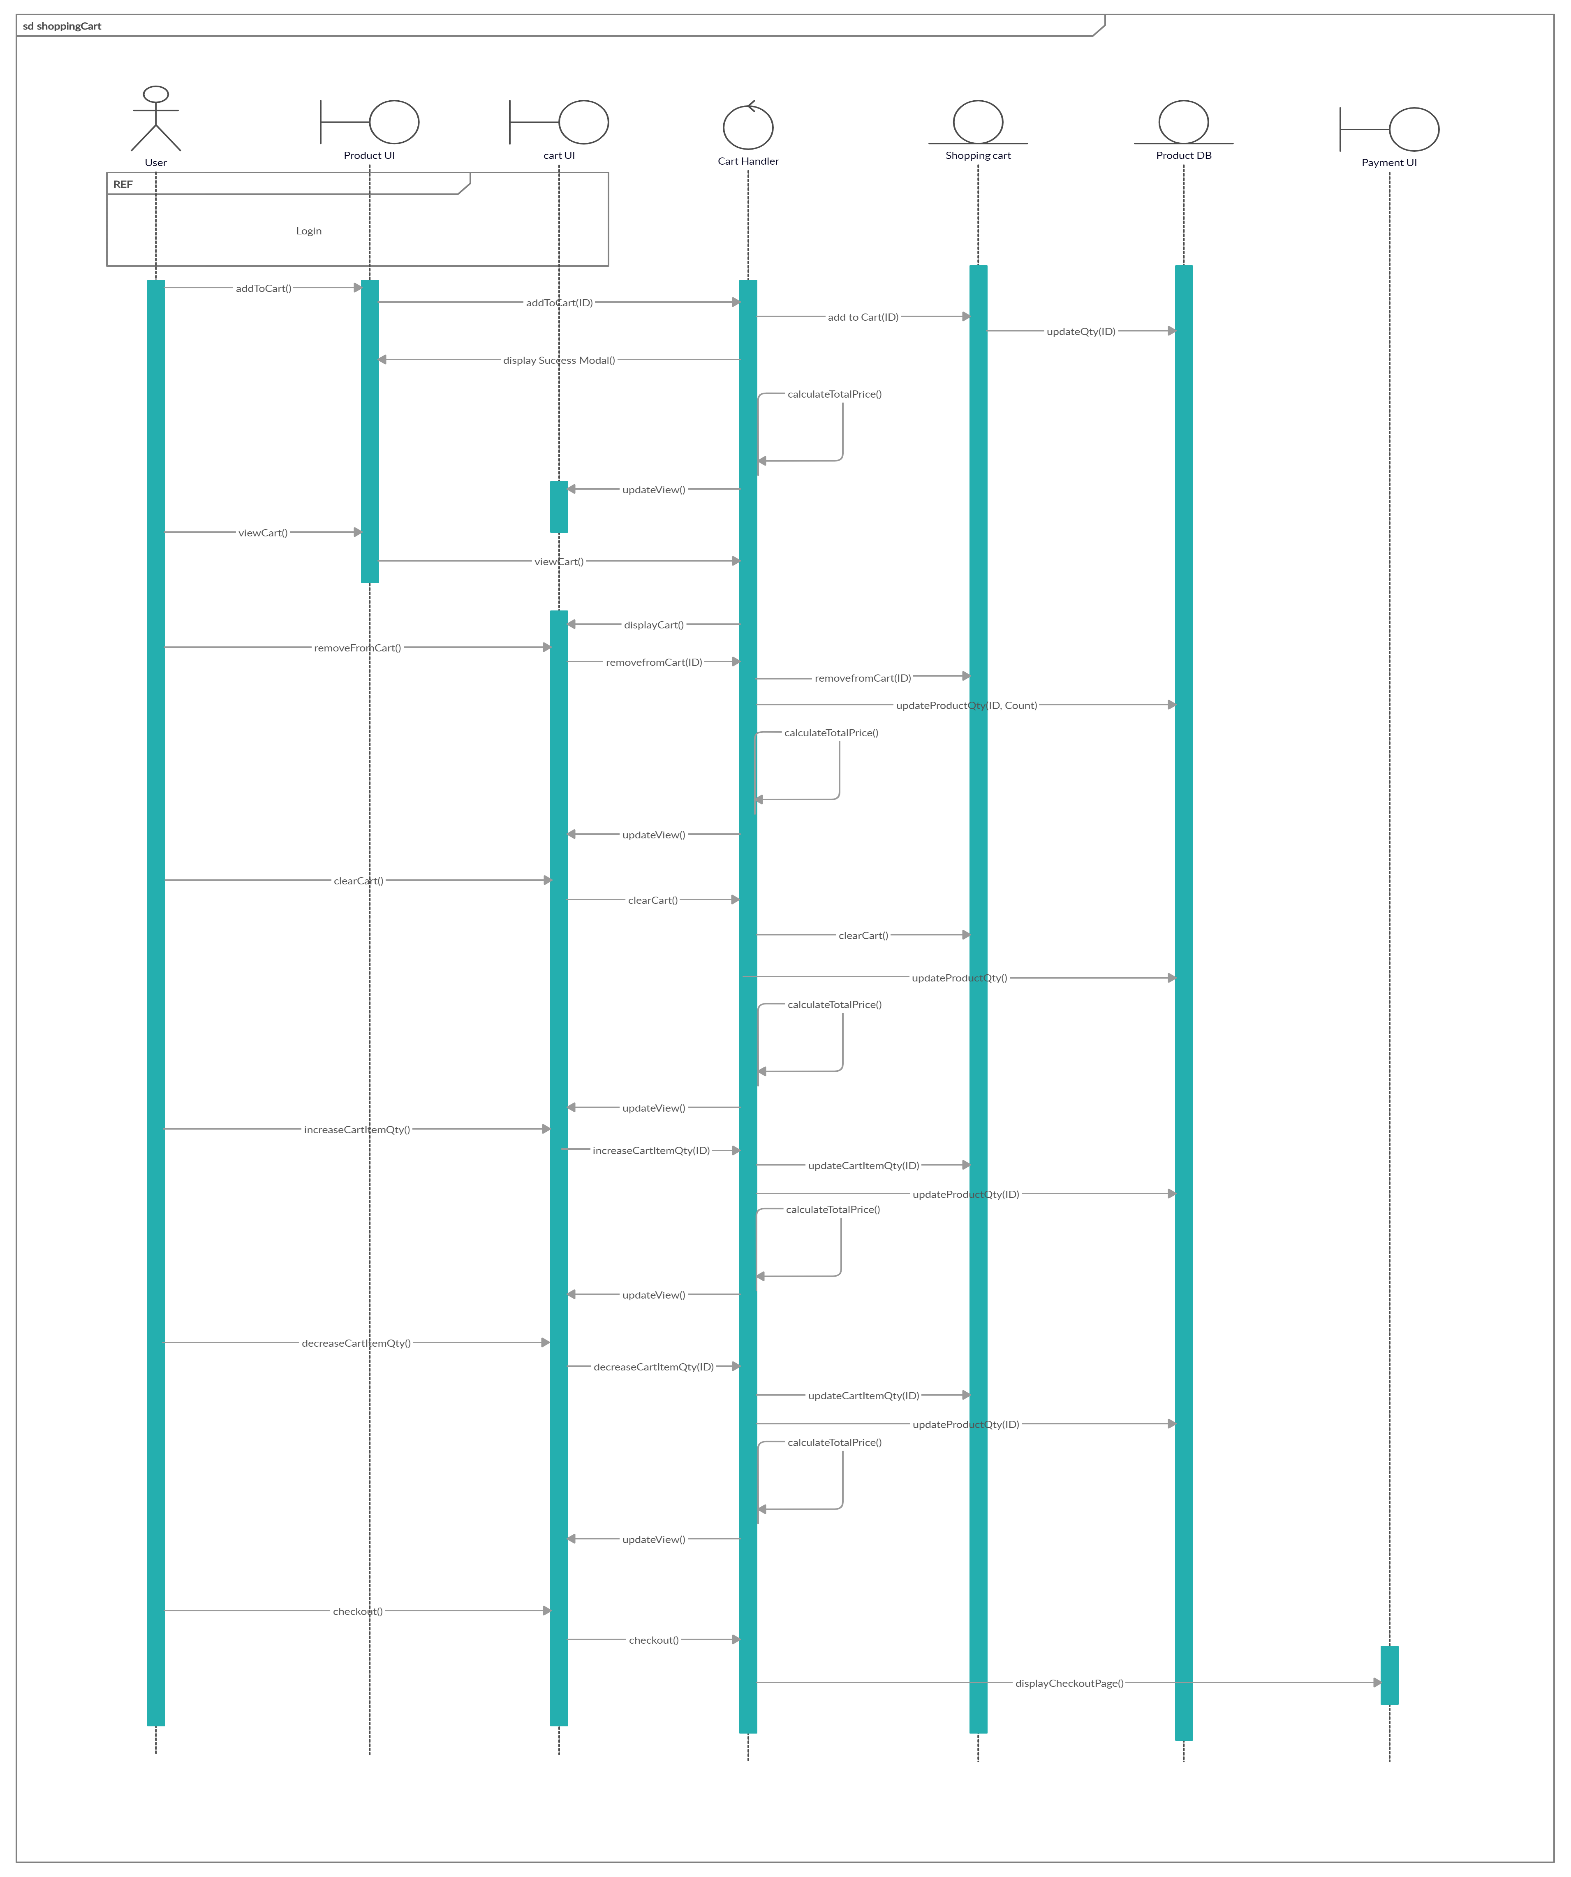 sd shoppingCart
User
Product UI
cart UI
Cart Handler
Shopping cart
Product DB
Payment UI
REF
Login
addToCart()
addToCart(ID)
add to Cart(ID)
updateQty(ID)
display Success Modal()
calculateTotalPrice()
updateView()
viewCart()
viewCart()
displayCart()
removeFromCart()
removefromCart(ID)
removefromCart(ID)
updateProductQty(ID, Count)
calculateTotalPrice()
updateView()
clearCart()
clearCart()
clearCart()
updateProductQty()
calculateTotalPrice()
updateView()
increaseCartItemQty()
increaseCartItemQty(ID)
updateCartItemQty(ID)
updateProductQty(ID)
calculateTotalPrice()
updateView()
decreaseCartItemQty()
decreaseCartItemQty(ID)
updateCartItemQty(ID)
updateProductQty(ID)
calculateTotalPrice()
updateView()
checkout()
checkout()
displayCheckoutPage()